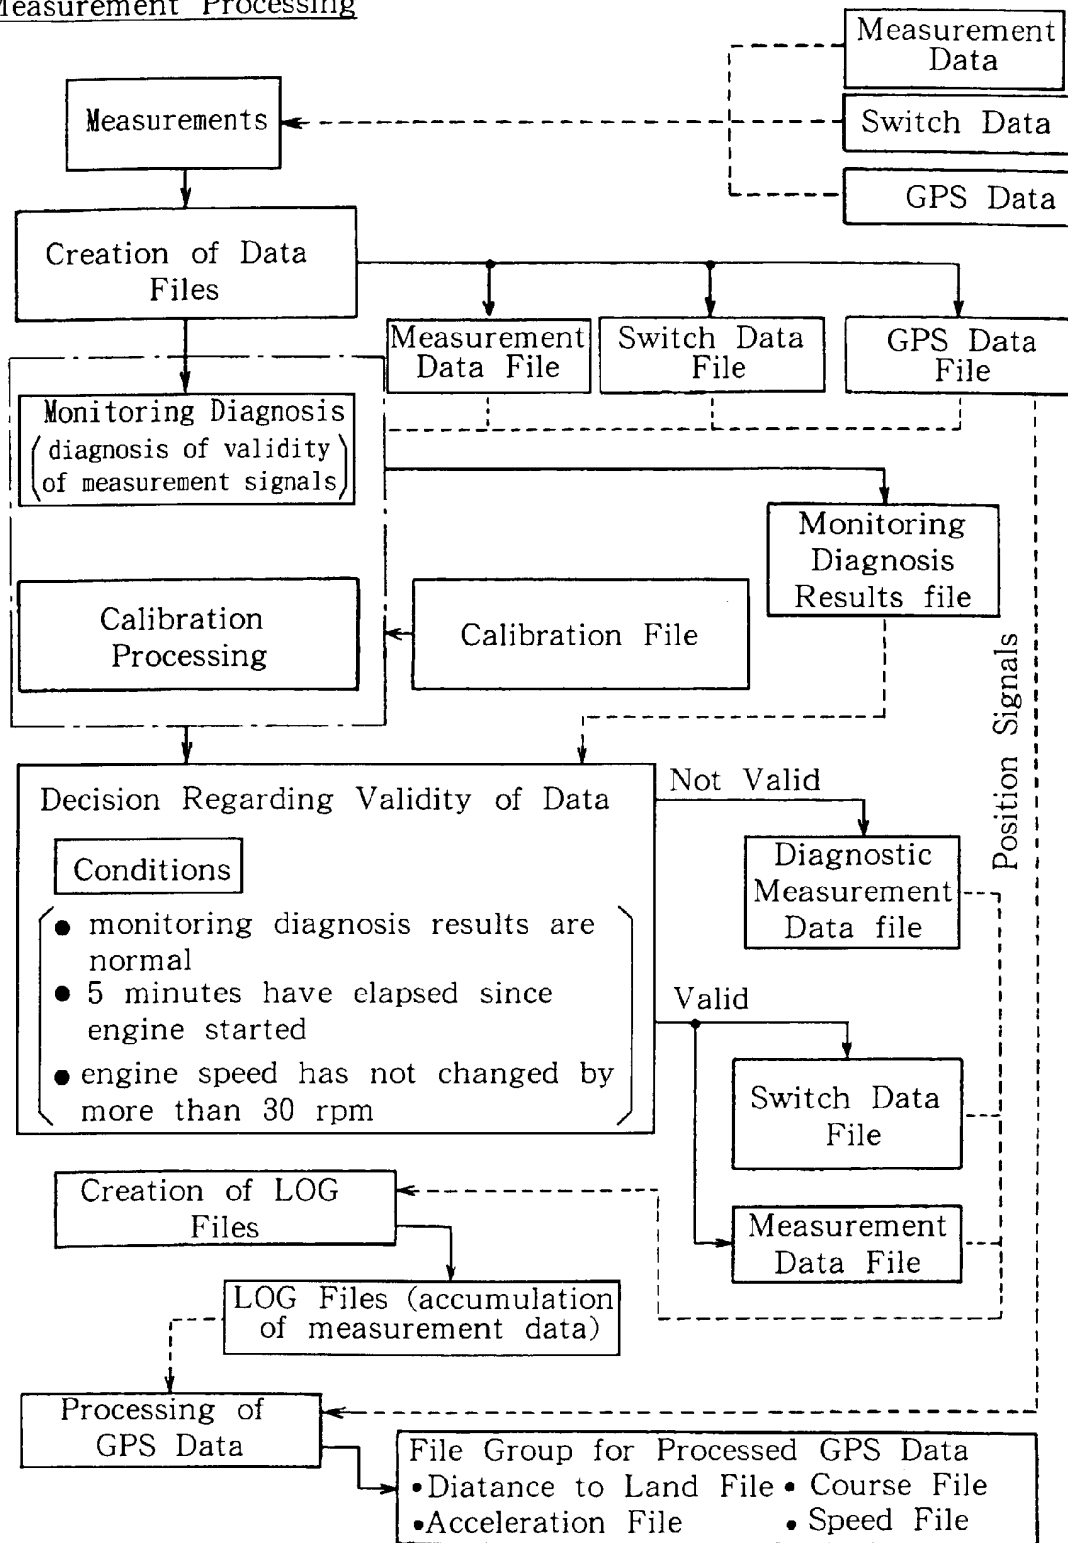 Measurement Processing
Measurement
Data
Switch Data
GPS Data
Measurements
Creation of Data
Files
Measurement
Data File
Switch Data
File
GPS Data
File
Monitoring Diagnosis
(diagnosis of validity
of measurement signals)
Monitoring
Diagnosis
Results file
Calibration
Processing
Calibration File
Position Signals
Decision Regarding Validity of Data
Conditions
● monitoring diagnosis results are
normal
● 5 minutes have elapsed since
engine started
● engine speed has not changed by
more than 30 rpm
Not Valid
Diagnostic
Measurement
Data file
Valid
Switch Data
File
Measurement
Data File
Creation of LOG
Files
LOG Files (accumulation
of measurement data)
Processing of
GPS Data
File Group for Processed GPS Data
•Diatance to Land File • Course File
•Acceleration File • Speed File